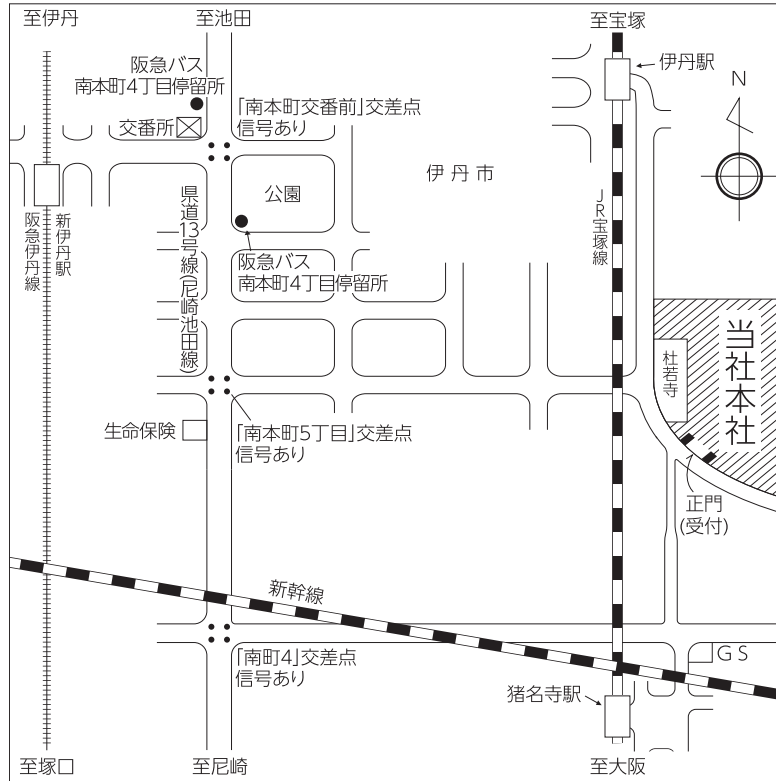 至伊丹
至池田
至宝塚
阪急バス
南本町4丁目停留所
伊丹駅
N
「南本町交番前」交差点
信号あり
交番所
伊丹市
公園
県道13号線(尼崎池田線)
JR宝塚線
新伊丹駅
阪急伊丹線
阪急バス
南本町4丁目停留所
当社本社
杜若寺
生命保険
「南本町5丁目」交差点
信号あり
正門
(受付)
新幹線
「南町4」交差点
信号あり
GS
猪名寺駅
至塚口
至尼崎
至大阪